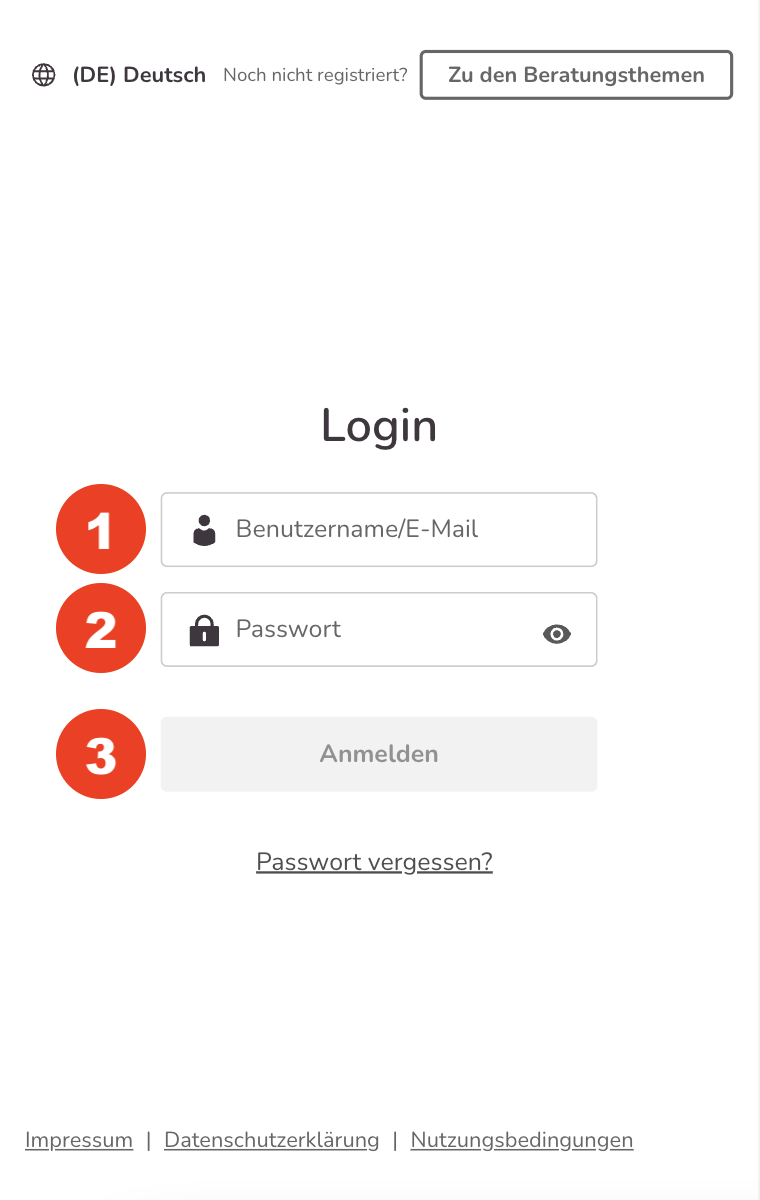 (DE) Deutsch Noch nicht registriert? Zu den Beratungsthemen
Login
1 Benutzername/E-Mail
2 Passwort
3 Anmelden
Passwort vergessen?
Impressum | Datenschutzerklärung | Nutzungsbedingungen